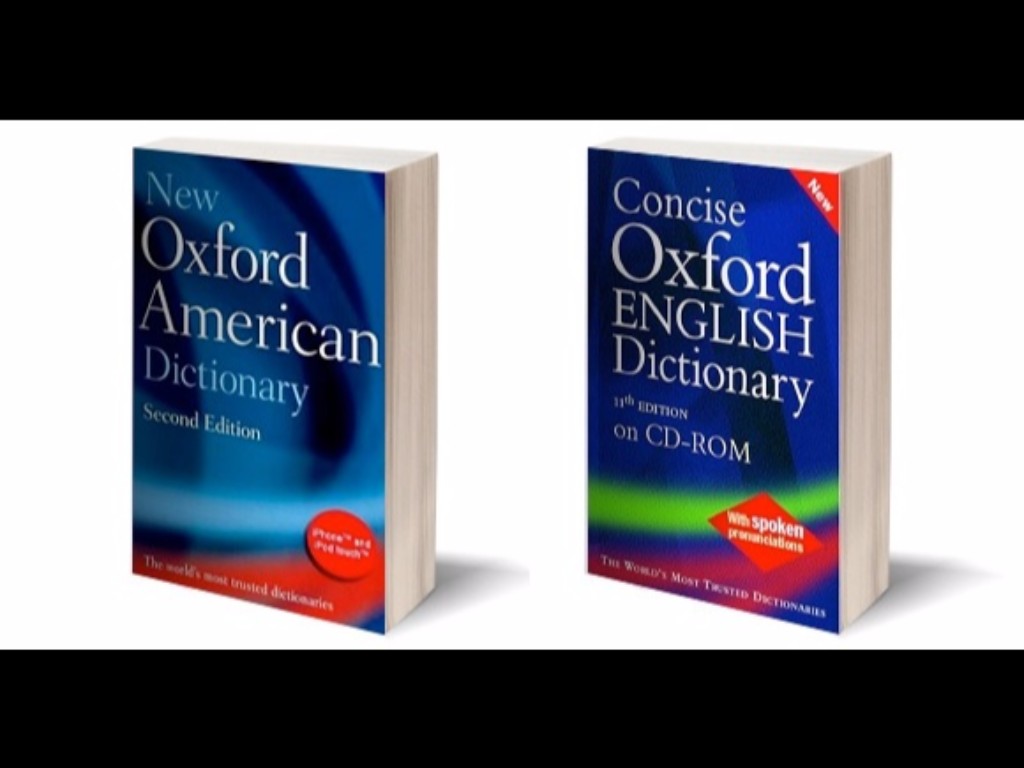 New
Oxford
American
Dictionary
Second Edition
iPhone™ and
iPod touch™
The world's most trusted dictionaries
New
Concise
Oxford
ENGLISH
Dictionary
11th EDITION
on CD-ROM
With spoken
pronunciations
THE WORLD'S MOST TRUSTED DICTIONARIES